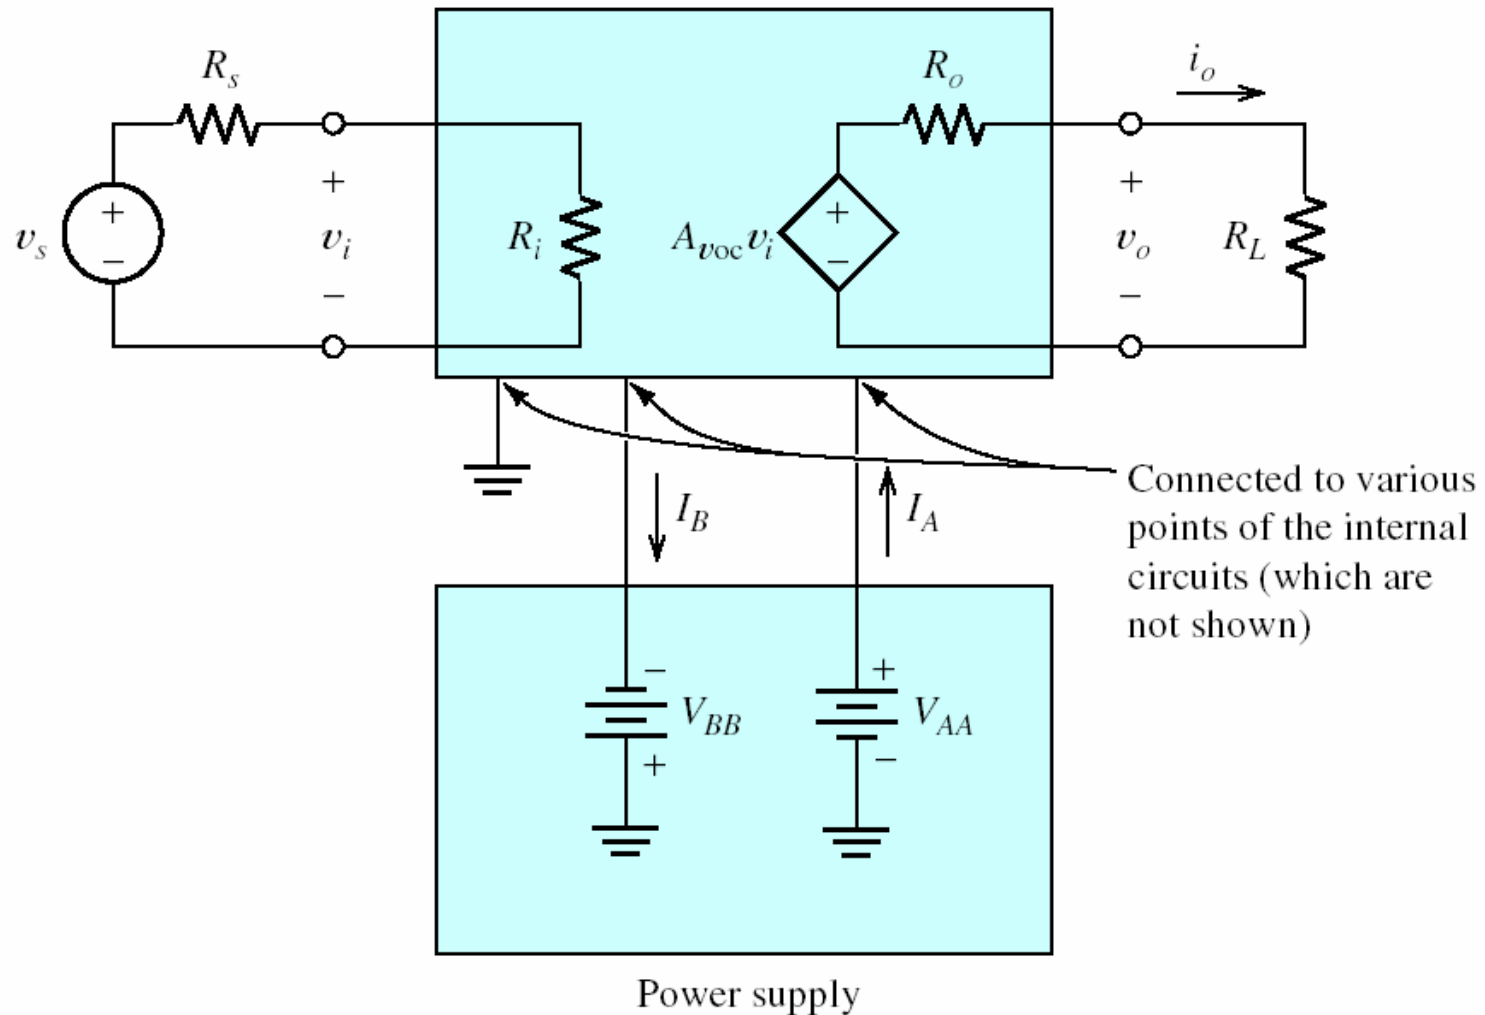 R_s
R_o
i_o
+
+
+
+
v_s
v_i
R_i
A_voc v_i
v_o
R_L
−
−
−
−
I_B
I_A
Connected to various
points of the internal
circuits (which are
not shown)
−
+
V_BB
V_AA
+
−
Power supply